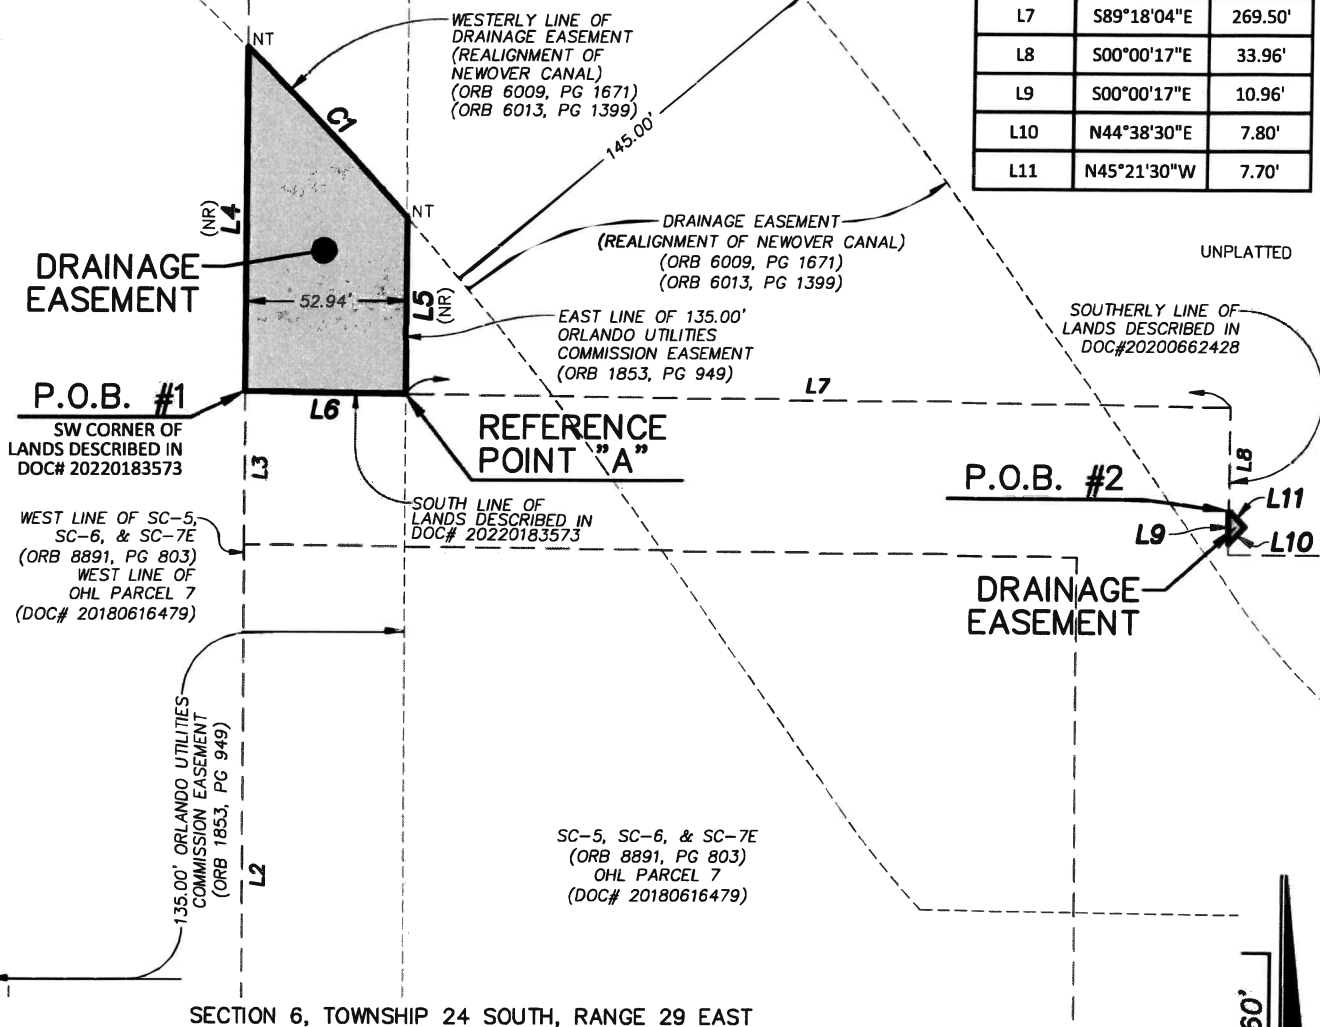 L7 S89°18'04"E 269.50'
L8 S00°00'17"E 33.96'
L9 S00°00'17"E 10.96'
L10 N44°38'30"E 7.80'
L11 N45°21'30"W 7.70'
NT
WESTERLY LINE OF
DRAINAGE EASEMENT
(REALIGNMENT OF
NEWOVER CANAL)
(ORB 6009, PG 1671)
(ORB 6013, PG 1399)
C1
145.00'
NT
L4
(NR)
DRAINAGE
EASEMENT
52.94'
L5
(NR)
DRAINAGE EASEMENT
(REALIGNMENT OF NEWOVER CANAL)
(ORB 6009, PG 1671)
(ORB 6013, PG 1399)
UNPLATTED
EAST LINE OF 135.00'
ORLANDO UTILITIES
COMMISSION EASEMENT
(ORB 1853, PG 949)
SOUTHERLY LINE OF
LANDS DESCRIBED IN
DOC#20200662428
P.O.B. #1
SW CORNER OF
LANDS DESCRIBED IN
DOC# 20220183573
L6
L7
REFERENCE
POINT "A"
L3
L8
P.O.B. #2
L11
L9
L10
DRAINAGE
EASEMENT
SOUTH LINE OF
LANDS DESCRIBED IN
DOC# 20220183573
WEST LINE OF SC-5,
SC-6, & SC-7E
(ORB 8891, PG 803)
WEST LINE OF
OHL PARCEL 7
(DOC# 20180616479)
135.00' ORLANDO UTILITIES
COMMISSION EASEMENT
(ORB 1853, PG 949)
L2
SC-5, SC-6, & SC-7E
(ORB 8891, PG 803)
OHL PARCEL 7
(DOC# 20180616479)
60'
SECTION 6, TOWNSHIP 24 SOUTH, RANGE 29 EAST